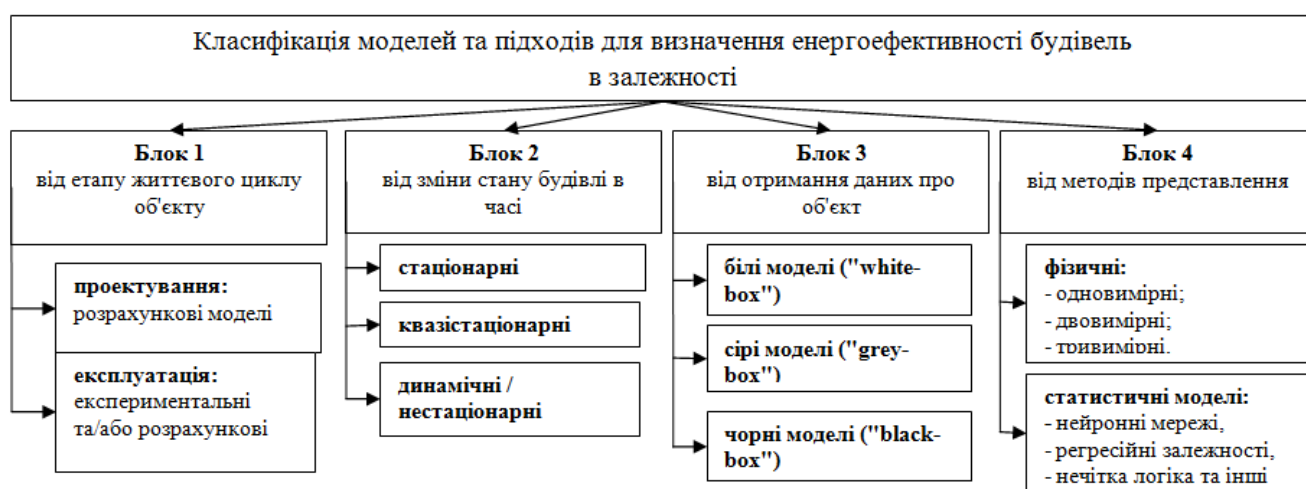 Класифікація моделей та підходів для визначення енергоефективності будівель
в залежності
Блок 1
від етапу життєвого циклу
об'єкту
проектування:
розрахункові моделі
експлуатація:
експериментальні
та/або розрахункові
Блок 2
від зміни стану будівлі в
часі
стаціонарні
квазістаціонарні
динамічні /
нестаціонарні
Блок 3
від отримання даних про
об'єкт
білі моделі ("white-
box")
сірі моделі ("grey-
box")
чорні моделі ("black-
box")
Блок 4
від методів представлення
фізичні:
- одновимірні;
- двовимірні;
- тривимірні.
статистичні моделі:
- нейронні мережі,
- регресійні залежності,
- нечітка логіка та інші